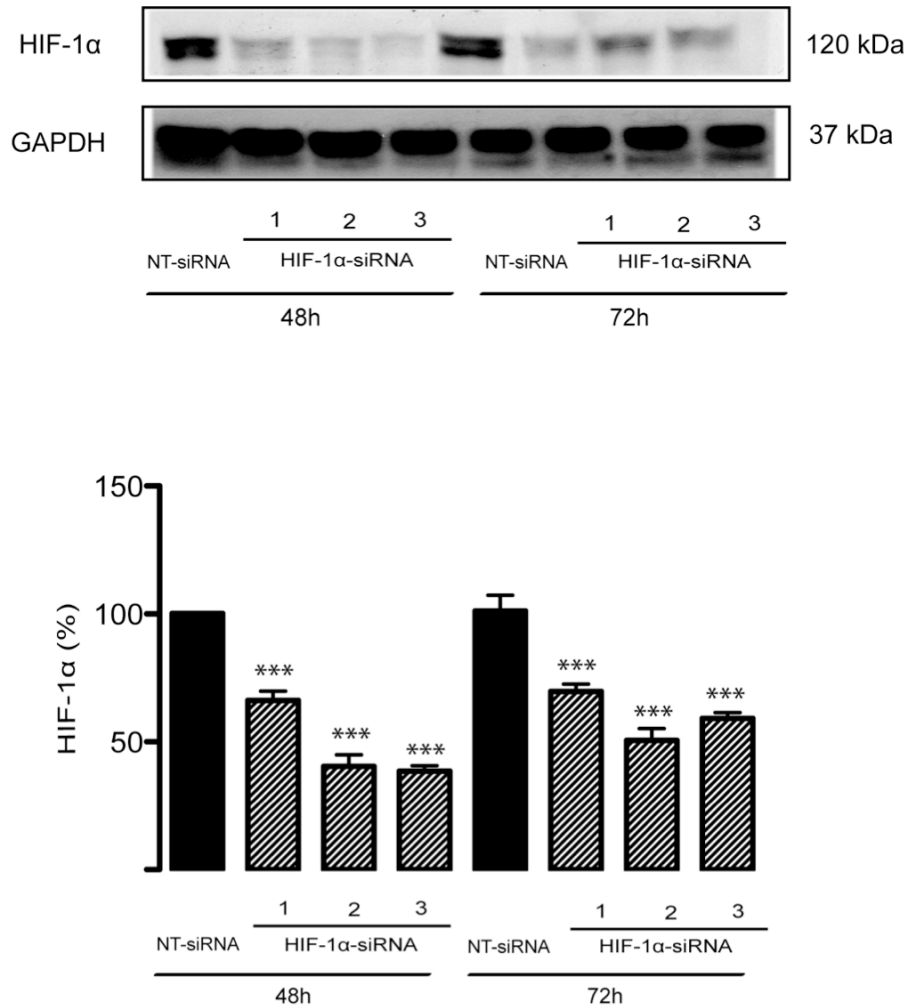 HIF-1α 120 kDa
GAPDH 37 kDa
1 2 3 1 2 3
NT-siRNA HIF-1α-siRNA NT-siRNA HIF-1α-siRNA
48h 72h
150
100
50
HIF-1α (%)
*** *** *** *** *** ***
1 2 3 1 2 3
NT-siRNA HIF-1α-siRNA NT-siRNA HIF-1α-siRNA
48h 72h